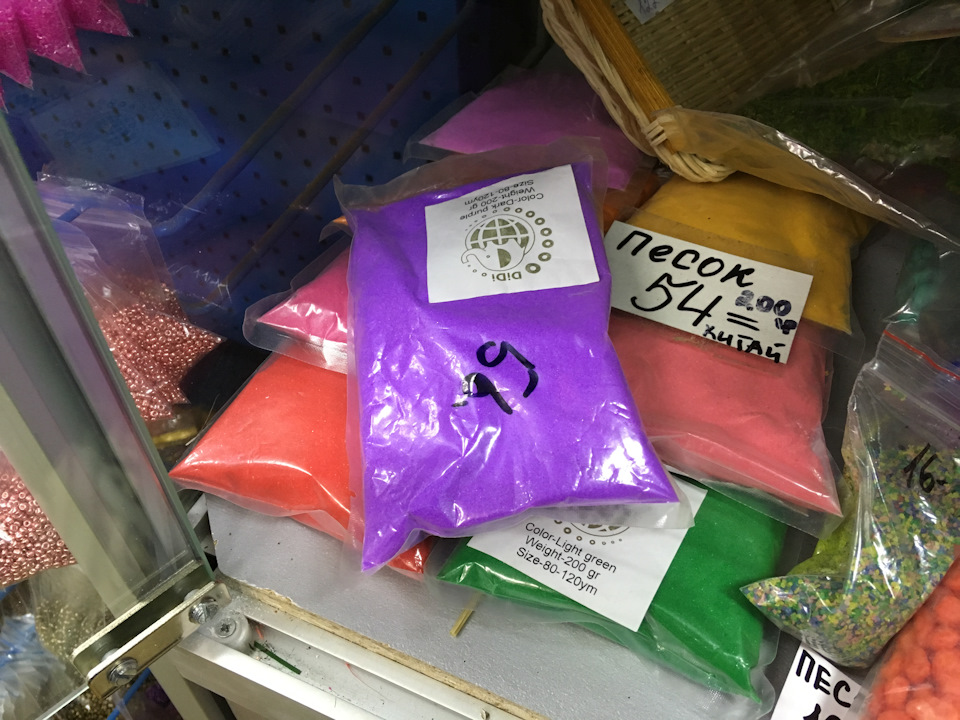 Color-Dark purple
Weight-200 gr
Size-80-120ym
DiDi
песок
54=
200
гр
Китай
Color-Light green
Weight-200 gr
Size-80-120ym
16-
ПЕС